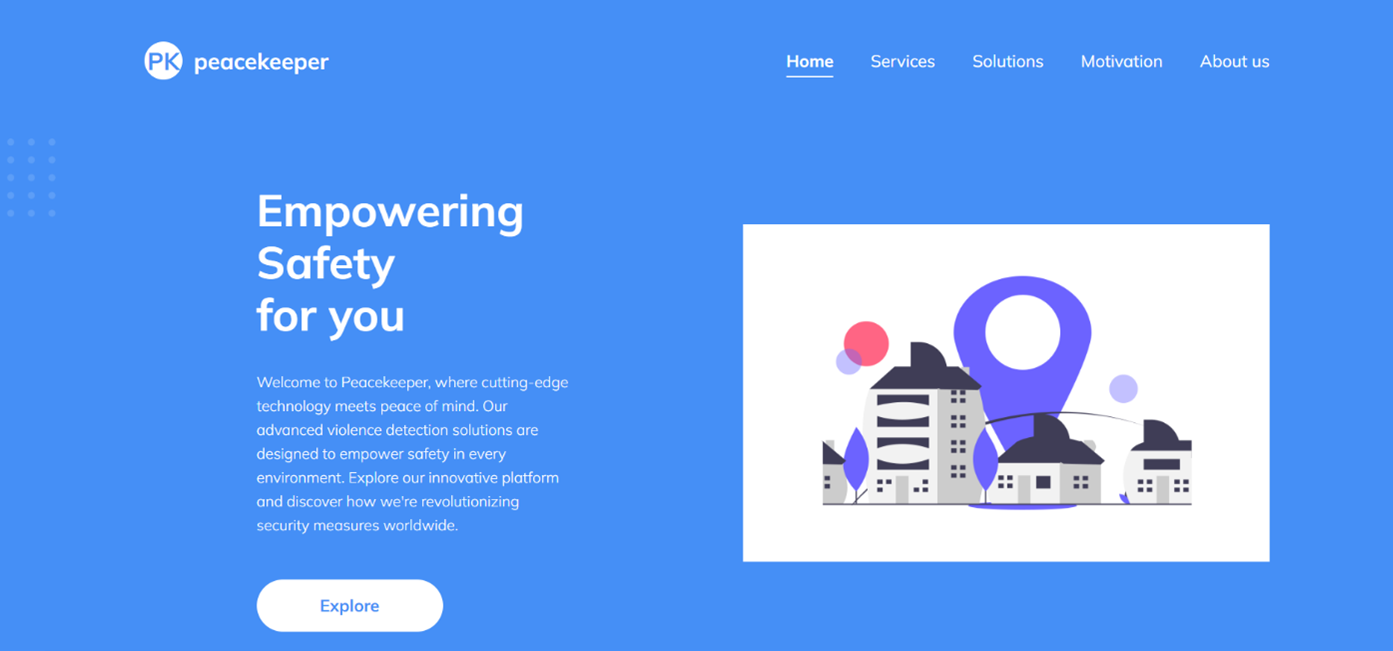 PK peacekeeper
Home Services Solutions Motivation About us
Empowering
Safety
for you
Welcome to Peacekeeper, where cutting-edge
technology meets peace of mind. Our
advanced violence detection solutions are
designed to empower safety in every
environment. Explore our innovative platform
and discover how we're revolutionizing
security measures worldwide.
Explore